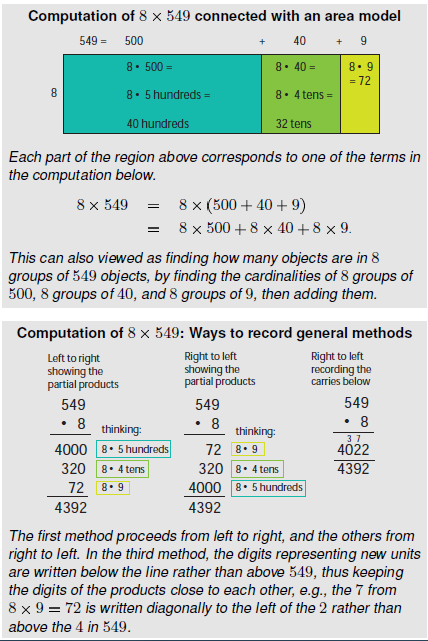 Computation of 8 × 549 connected with an area model
549 = 500 + 40 + 9
8 • 500 = 8 • 40 = 8 • 9
= 72
8 8 • 5 hundreds = 8 • 4 tens =
40 hundreds 32 tens
Each part of the region above corresponds to one of the terms in
the computation below.
8 × 549 = 8 × (500 + 40 + 9)
= 8 × 500 + 8 × 40 + 8 × 9.
This can also viewed as finding how many objects are in 8
groups of 549 objects, by finding the cardinalities of 8 groups of
500, 8 groups of 40, and 8 groups of 9, then adding them.
Computation of 8 × 549: Ways to record general methods
Left to right
showing the
partial products
549
• 8
thinking:
4000 8 • 5 hundreds
320 8 • 4 tens
72 8 • 9
4392
Right to left
showing the
partial products
549
• 8
thinking:
72 8 • 9
320 8 • 4 tens
4000 8 • 5 hundreds
4392
Right to left
recording the
carries below
549
• 8
3 7
4022
4392
The first method proceeds from left to right, and the others from
right to left. In the third method, the digits representing new units
are written below the line rather than above 549, thus keeping
the digits of the products close to each other, e.g., the 7 from
8 × 9 = 72 is written diagonally to the left of the 2 rather than
above the 4 in 549.